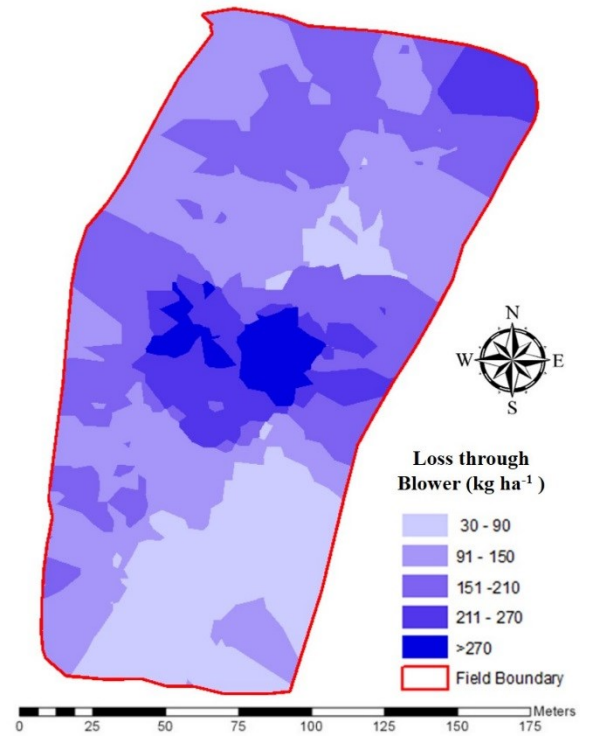 N
W E
S
Loss through
Blower (kg ha⁻¹ )
30 - 90
91 - 150
151 -210
211 - 270
>270
Field Boundary
Meters
0 25 50 75 100 125 150 175